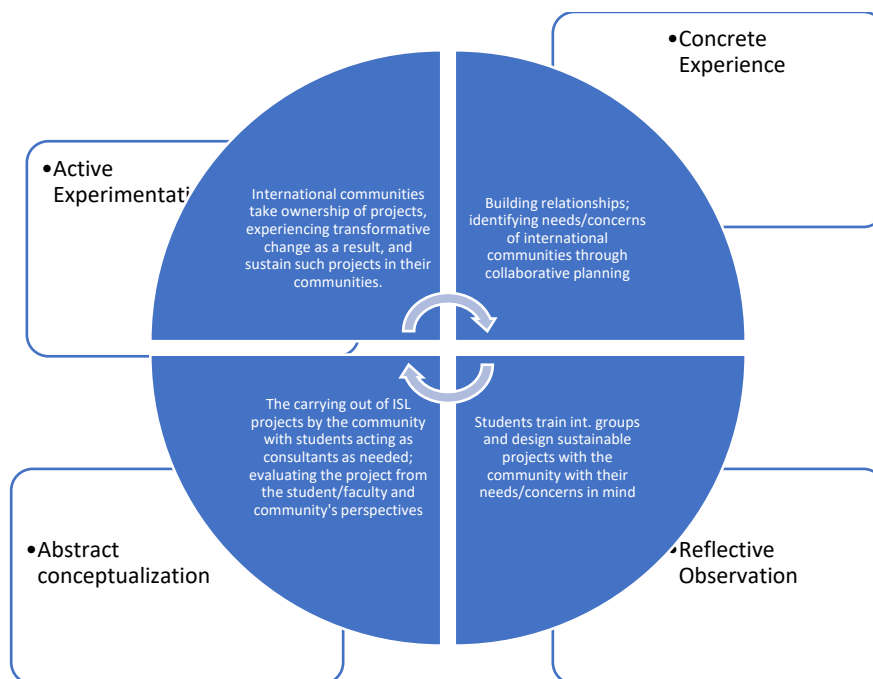 •Concrete
Experience
•Active
Experimentati
International communities
take ownership of projects,
experiencing transformative
change as a result, and
sustain such projects in their
communities.
Building relationships;
identifying needs/concerns
of international
communities through
collaborative planning
The carrying out of ISL
projects by the community
with students acting as
consultants as needed;
evaluating the project from
the student/faculty and
community's perspectives
Students train int. groups
and design sustainable
projects with the
community with their
needs/concerns in mind
•Abstract
conceptualization
•Reflective
Observation